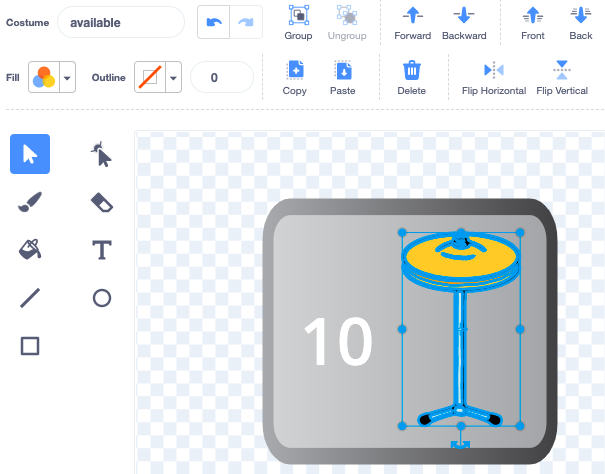 Costume available
Group Ungroup Forward Backward Front Back
Fill Outline 0
Copy Paste Delete Flip Horizontal Flip Vertical
T
10